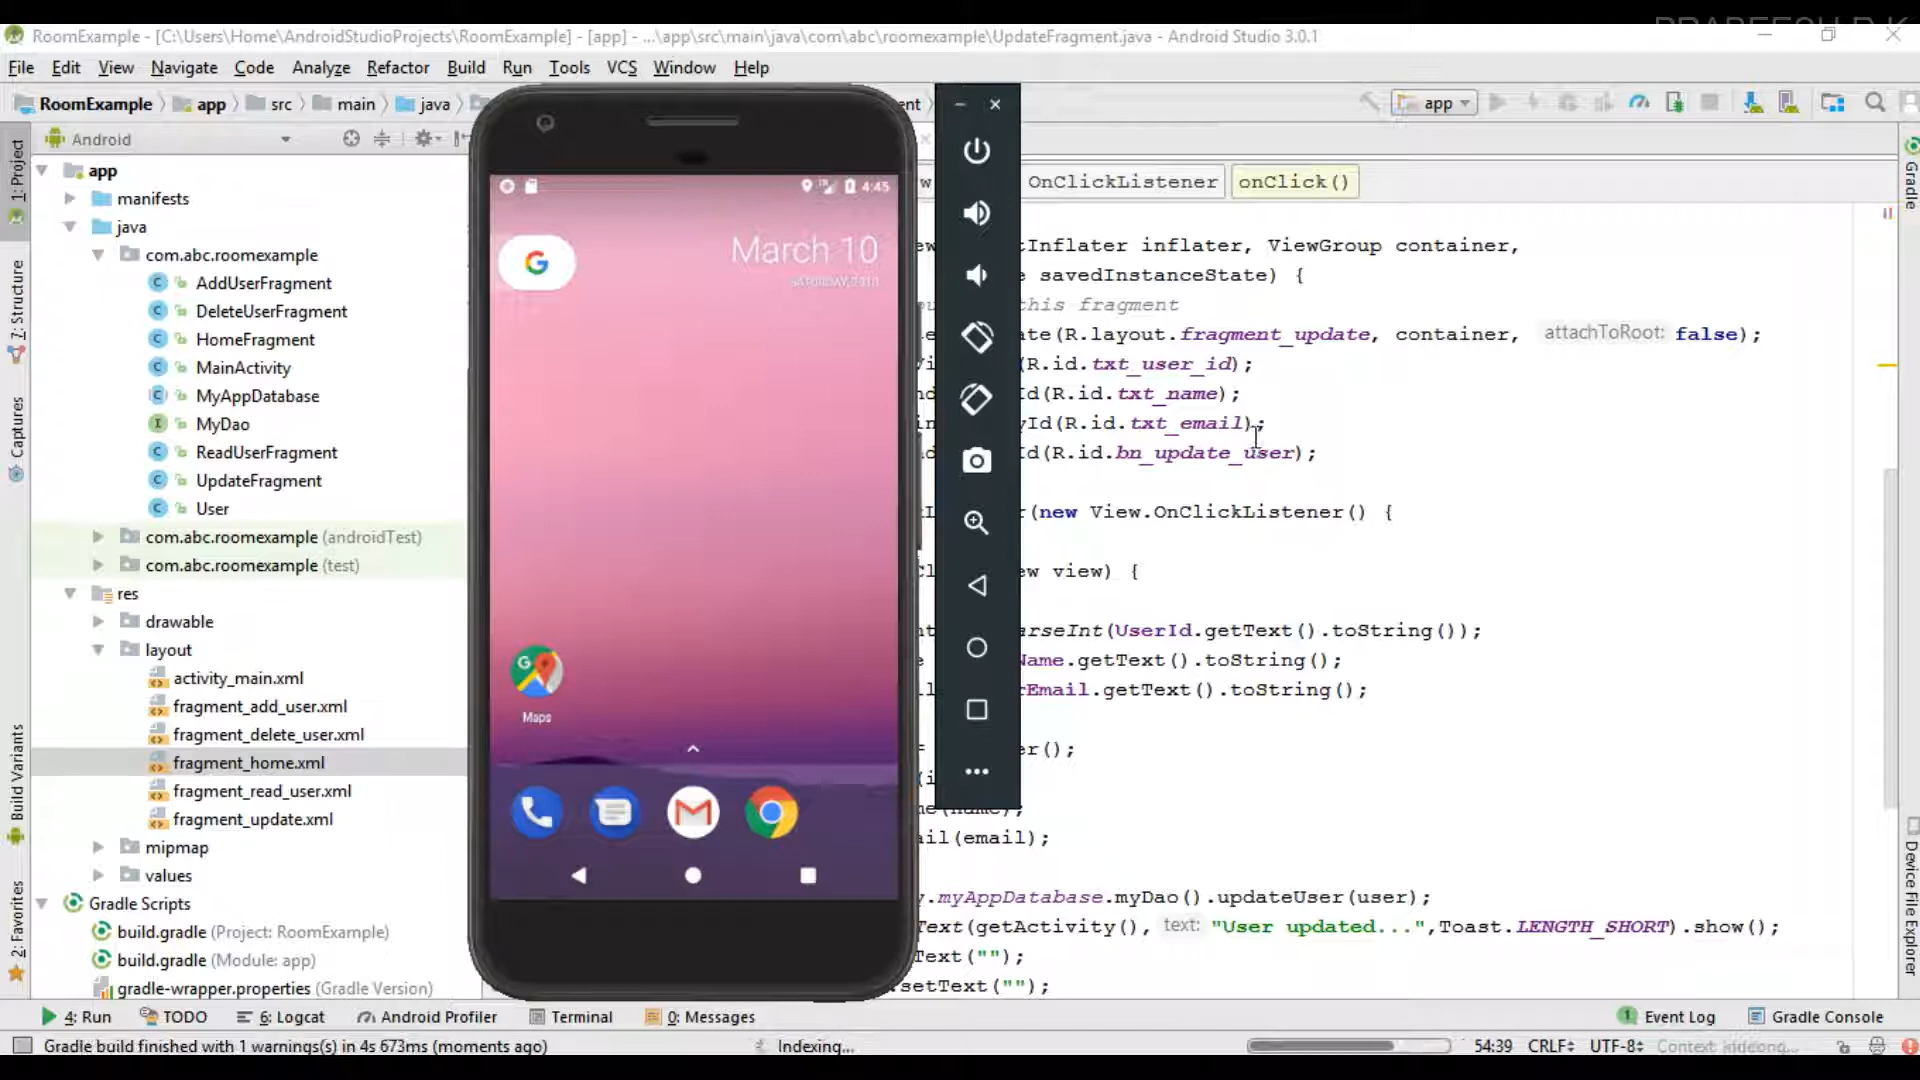 RoomExample - [C:\Users\Home\AndroidStudioProjects\RoomExample] - [app] - ...\app\src\main\java\com\abc\roomexample\UpdateFragment.java - Android Studio 3.0.1
File Edit View Navigate Code Analyze Refactor Build Run Tools VCS Window Help
RoomExample app src main java
app
Android
1: Project
7: Structure
Captures
Build Variants
2: Favorites
app
manifests
java
com.abc.roomexample
AddUserFragment
DeleteUserFragment
HomeFragment
MainActivity
MyAppDatabase
MyDao
ReadUserFragment
UpdateFragment
User
com.abc.roomexample (androidTest)
com.abc.roomexample (test)
res
drawable
layout
activity_main.xml
fragment_add_user.xml
fragment_delete_user.xml
fragment_home.xml
fragment_read_user.xml
fragment_update.xml
mipmap
values
Gradle Scripts
build.gradle (Project: RoomExample)
build.gradle (Module: app)
gradle-wrapper.properties (Gradle Version)
4:45
G
March 10
SATURDAY, 2018
Maps
OnClickListener onClick()
Inflater inflater, ViewGroup container,
savedInstanceState) {
this fragment
(R.layout.fragment_update, container, attachToRoot: false);
(R.id.txt_user_id);
Id(R.id.txt_name);
Id(R.id.txt_email);
Id(R.id.bn_update_user);
(new View.OnClickListener() {
view) {
arseInt(UserId.getText().toString());
Name.getText().toString();
Email.getText().toString();
er();
ail(email);
.myAppDatabase.myDao().updateUser(user);
Text(getActivity(), text: "User updated...",Toast.LENGTH_SHORT).show();
Text("");
setText("");
Gradle
Device File Explorer
4: Run TODO 6: Logcat Android Profiler Terminal 0: Messages
1 Event Log Gradle Console
Gradle build finished with 1 warnings(s) in 4s 673ms (moments ago) Indexing... 54:39 CRLF UTF-8